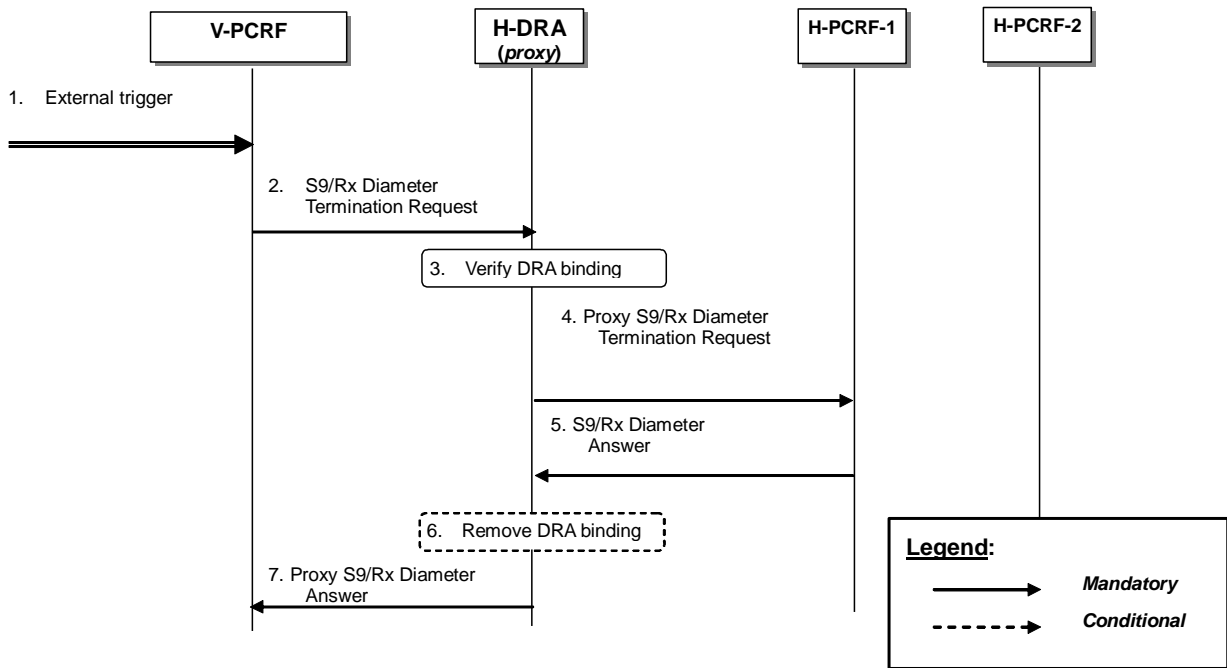 V-PCRF
H-DRA
(proxy)
H-PCRF-1
H-PCRF-2
1. External trigger
2. S9/Rx Diameter
Termination Request
3. Verify DRA binding
4. Proxy S9/Rx Diameter
Termination Request
5. S9/Rx Diameter
Answer
6. Remove DRA binding
7. Proxy S9/Rx Diameter
Answer
Legend:
Mandatory
Conditional